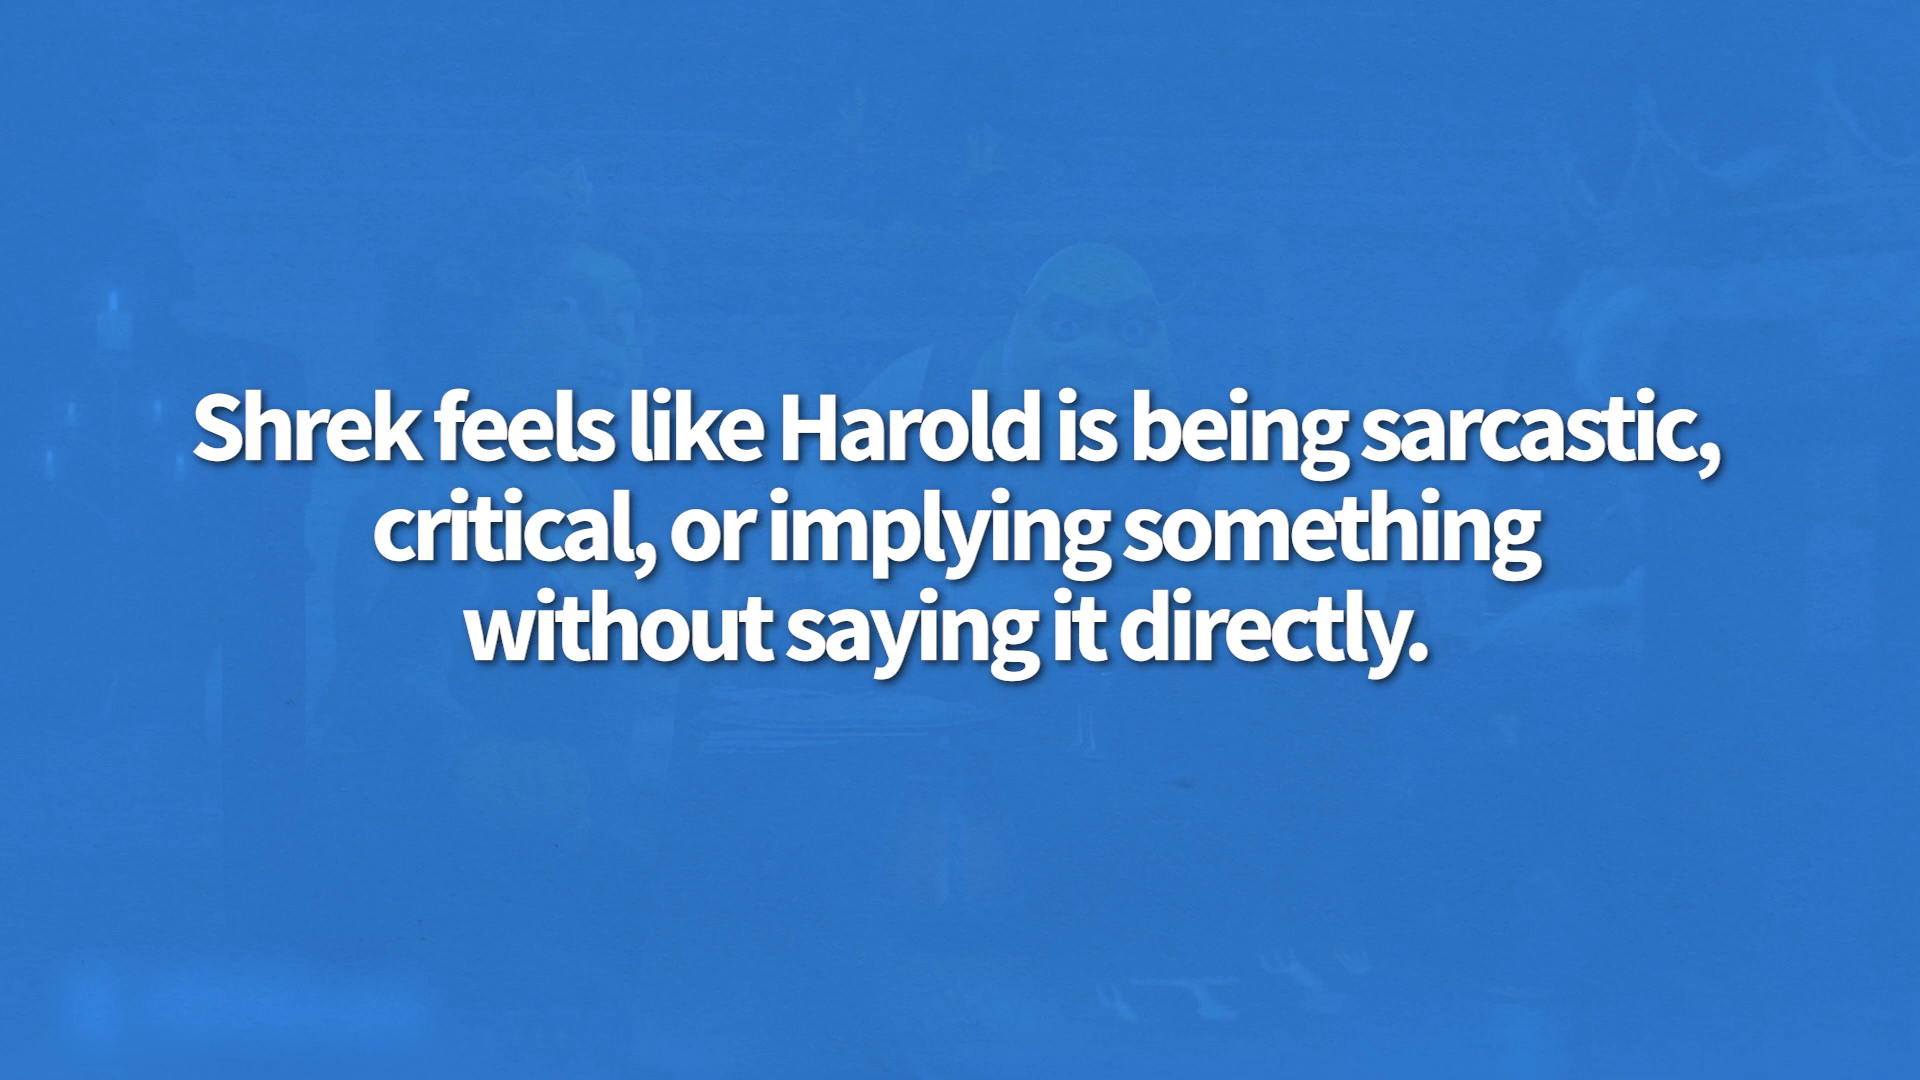 Shrek feels like Harold is being sarcastic,
critical, or implying something
without saying it directly.